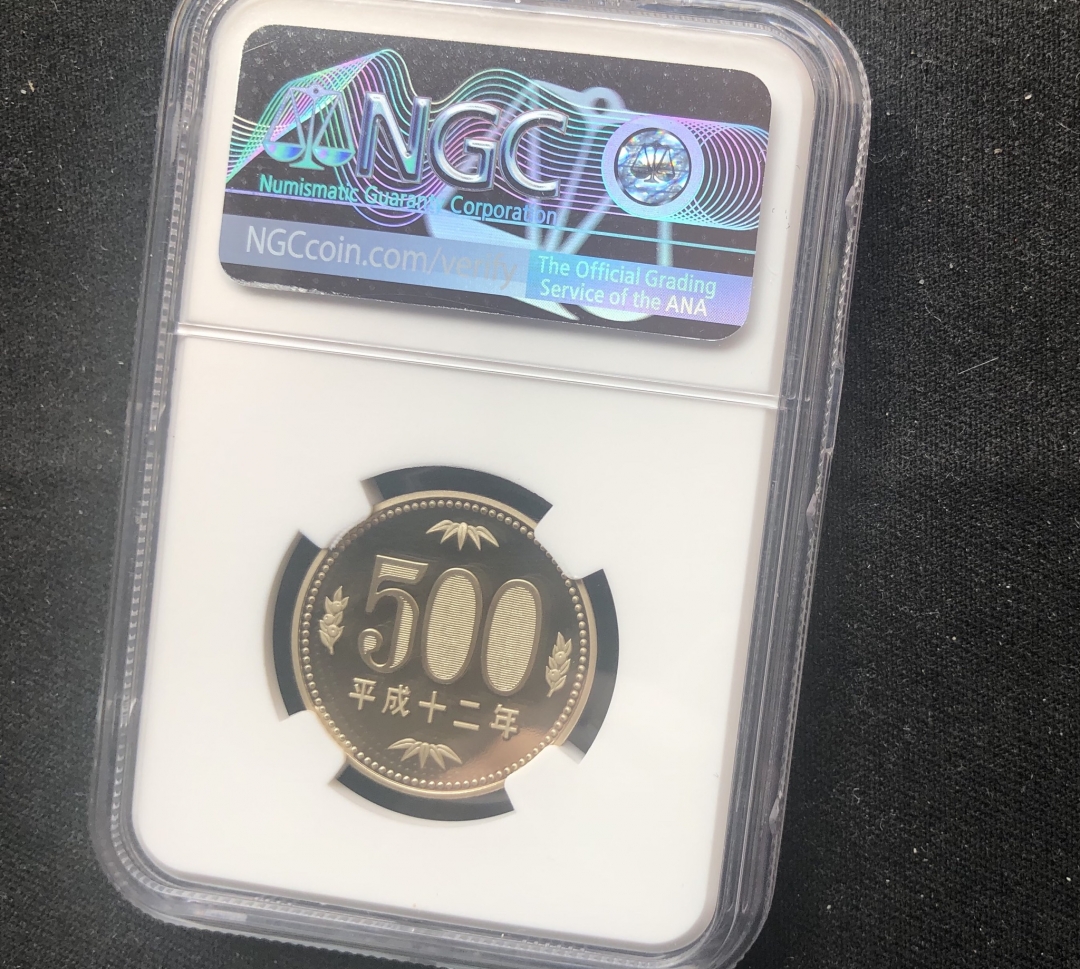 NGC
Numismatic Guaranty Corporation
NGCcoin.com/verify
The Official Grading
Service of the ANA
500
平成十二年